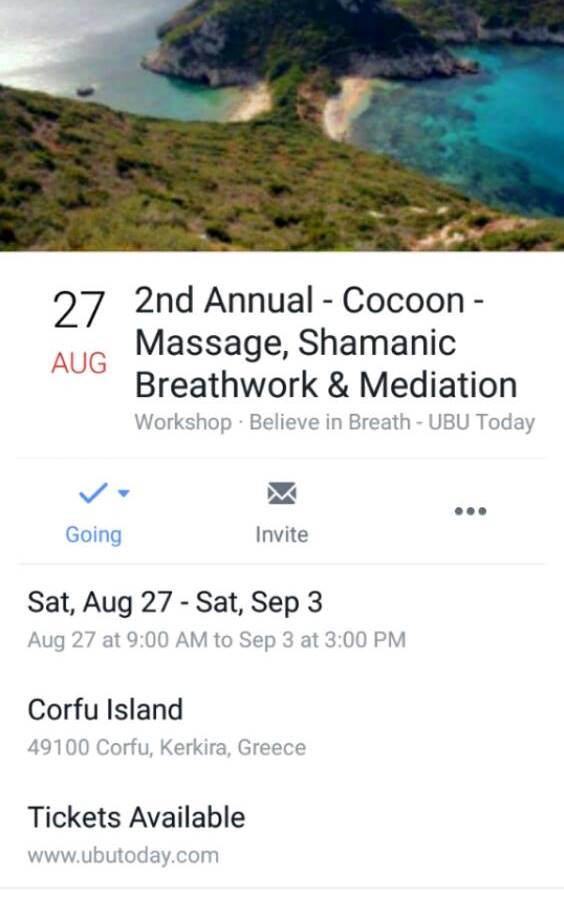 27
AUG
2nd Annual - Cocoon -
Massage, Shamanic
Breathwork & Mediation
Workshop · Believe in Breath - UBU Today
Going
Invite
Sat, Aug 27 - Sat, Sep 3
Aug 27 at 9:00 AM to Sep 3 at 3:00 PM
Corfu Island
49100 Corfu, Kerkira, Greece
Tickets Available
www.ubutoday.com